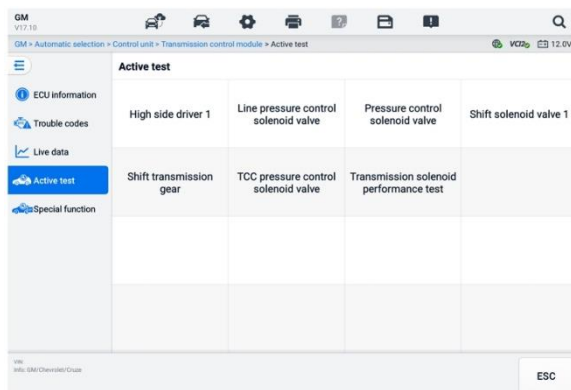 GM
V17.10
GM > Automatic selection > Control unit > Transmission control module > Active test
VCI 12.0V
Active test
ECU information
Trouble codes
Live data
Active test
Special function
High side driver 1
Line pressure control
solenoid valve
Pressure control
solenoid valve
Shift solenoid valve 1
Shift transmission
gear
TCC pressure control
solenoid valve
Transmission solenoid
performance test
VIN:
Info: GM/Chevrolet/Cruze
ESC